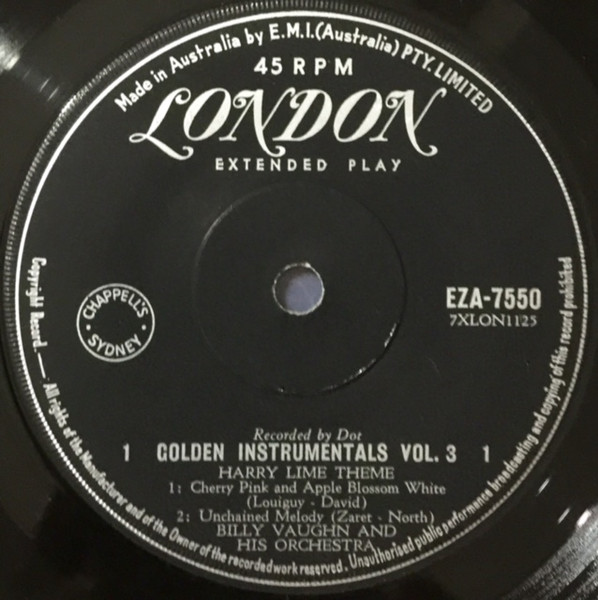 Made in Australia by E.M.I.(Australia) PTY. LIMITED
45 RPM
LONDON
EXTENDED PLAY
CHAPPELL'S
· SYDNEY ·
EZA-7550
7XLON1125
Recorded by Dot
1 GOLDEN INSTRUMENTALS VOL. 3 1
HARRY LIME THEME
1: Cherry Pink and Apple Blossom White
(Louiguy - David)
2: Unchained Melody (Zaret - North)
BILLY VAUGHN AND
HIS ORCHESTRA
Copyright Record. — All rights of the Manufacturer and of the Owner of the recorded work reserved. Unauthorised public performance broadcasting and copying of this record prohibited